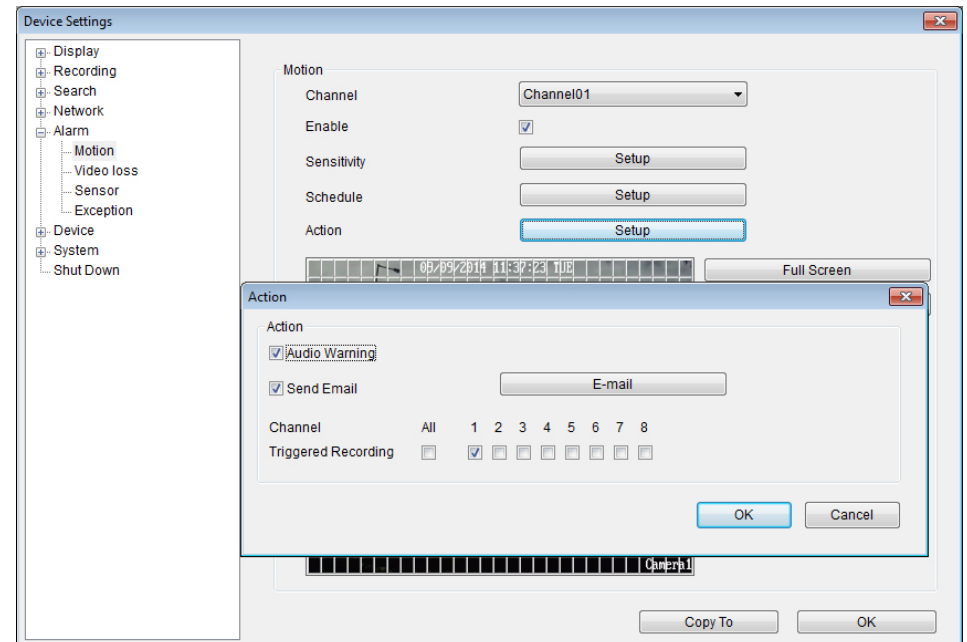 Device Settings
Display
Recording
Search
Network
Alarm
Motion
Video loss
Sensor
Exception
Device
System
Shut Down
Motion
Channel Channel01
Enable
Sensitivity Setup
Schedule Setup
Action Setup
09/09/2014 11:37:23 TUE
Full Screen
Action
Action
Audio Warning
Send Email E-mail
Channel All 1 2 3 4 5 6 7 8
Triggered Recording
OK Cancel
Camera1
Copy To OK